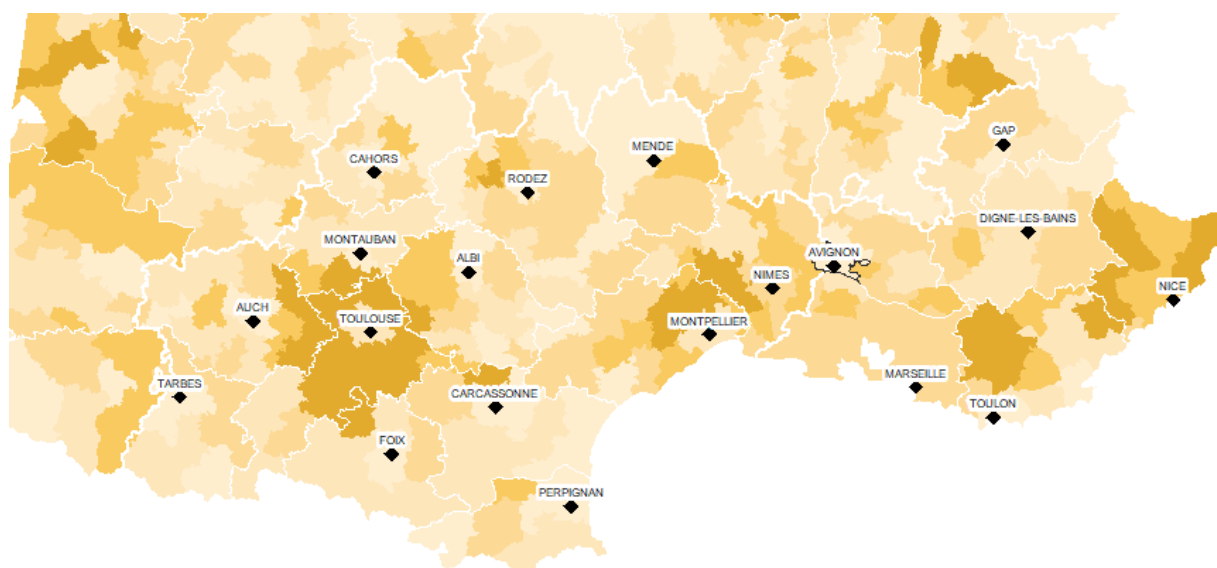 GAP
MENDE
CAHORS
RODEZ
DIGNE-LES-BAINS
MONTAUBAN
AVIGNON
ALBI
NIMES
NICE
AUCH
TOULOUSE
MONTPELLIER
MARSEILLE
TARBES
CARCASSONNE
TOULON
FOIX
PERPIGNAN